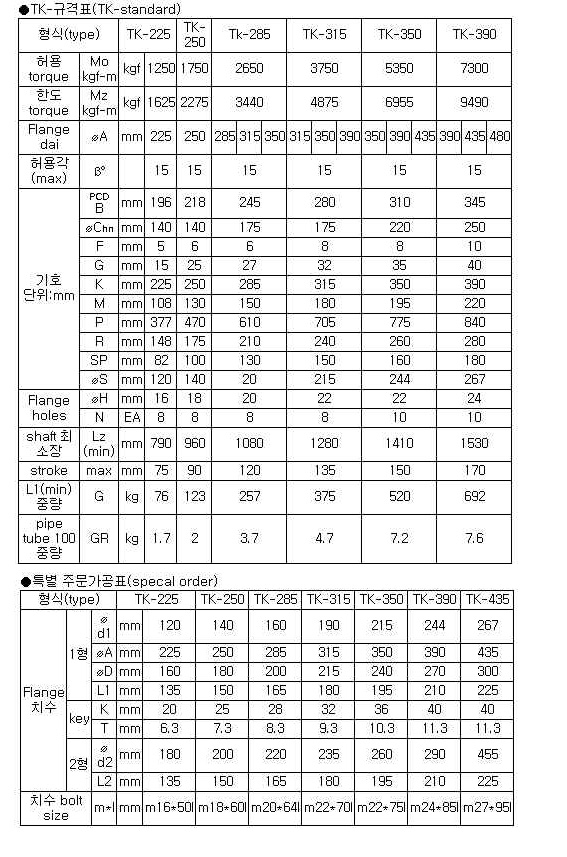 ●TK-규격표(TK-standard)
형식(type) TK-225 TK-250 Tk-285 TK-315 TK-350 TK-390
허용 torque Mo kgf-m kgf 1250 1750 2650 3750 5350 7300
한도 torque Mz kgf-m kgf 1625 2275 3440 4875 6955 9490
Flange dai øA mm 225 250 285 315 350 315 350 390 350 390 435 390 435 480
허용각 (max) β° 15 15 15 15 15 15
기호 단위:mm
PCD B mm 196 218 245 280 310 345
øChn mm 140 140 175 175 220 250
F mm 5 6 6 8 8 10
G mm 15 25 27 32 35 40
K mm 225 250 285 315 350 390
M mm 108 130 150 180 195 220
P mm 377 470 610 705 775 840
R mm 148 175 210 240 260 280
SP mm 82 100 130 150 160 180
øS mm 120 140 20 215 244 267
Flange holes øH mm 16 18 20 22 22 24
N EA 8 8 8 8 10 10
shaft 최소장 Lz (min) mm 790 960 1080 1280 1410 1530
stroke max mm 75 90 120 135 150 170
L1(min) 중량 G kg 76 123 257 375 520 692
pipe tube 100 중량 GR kg 1.7 2 3.7 4.7 7.2 7.6
●특별 주문가공표(specal order)
형식(type) TK-225 TK-250 TK-285 TK-315 TK-350 TK-390 TK-435
Flange 치수
1형 ø d1 mm 120 140 160 190 215 244 267
øA mm 225 250 285 315 350 390 435
øD mm 160 180 200 215 240 270 300
L1 mm 135 150 165 180 195 210 225
key K mm 20 25 28 32 36 40 40
T mm 6.3 7.3 8.3 9.3 10.3 11.3 11.3
2형 ø d2 mm 180 200 220 235 260 290 455
L2 mm 135 150 165 180 195 210 225
치수 bolt size m*l mm m16*50l m18*60l m20*64l m22*70l m22*75l m24*85l m27*95l